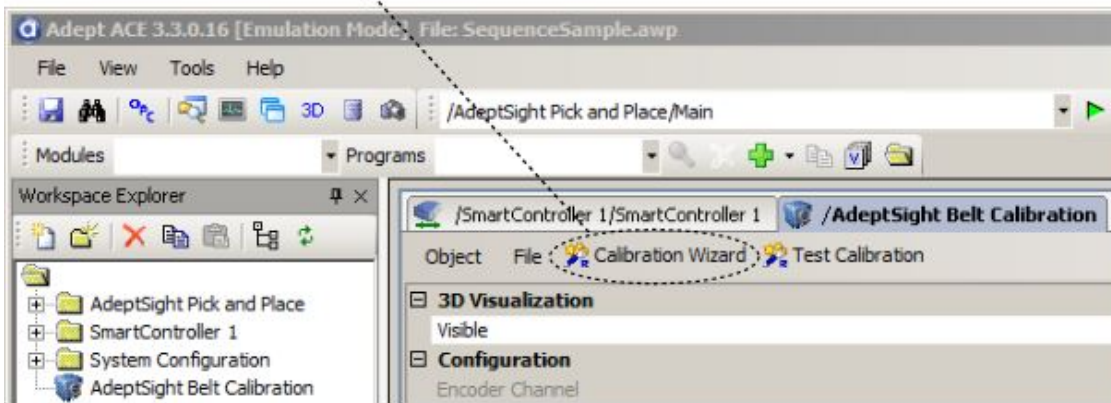 Adept ACE 3.3.0.16 [Emulation Mode] File: SequenceSample.awp
File View Tools Help
OPC 3D /AdeptSight Pick and Place/Main
Modules Programs
Workspace Explorer
/SmartController 1/SmartController 1 /AdeptSight Belt Calibration
Object File Calibration Wizard Test Calibration
3D Visualization
Visible
Configuration
Encoder Channel
AdeptSight Pick and Place
SmartController 1
System Configuration
AdeptSight Belt Calibration